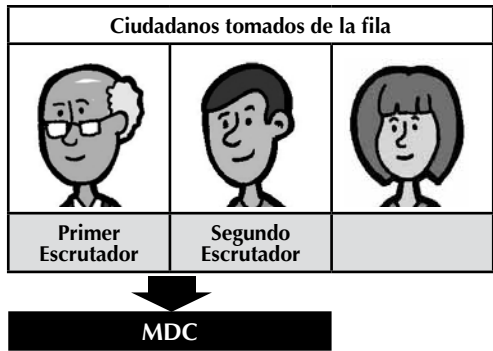 Ciudadanos tomados de la fila
Primer
Escrutador
Segundo
Escrutador
MDC